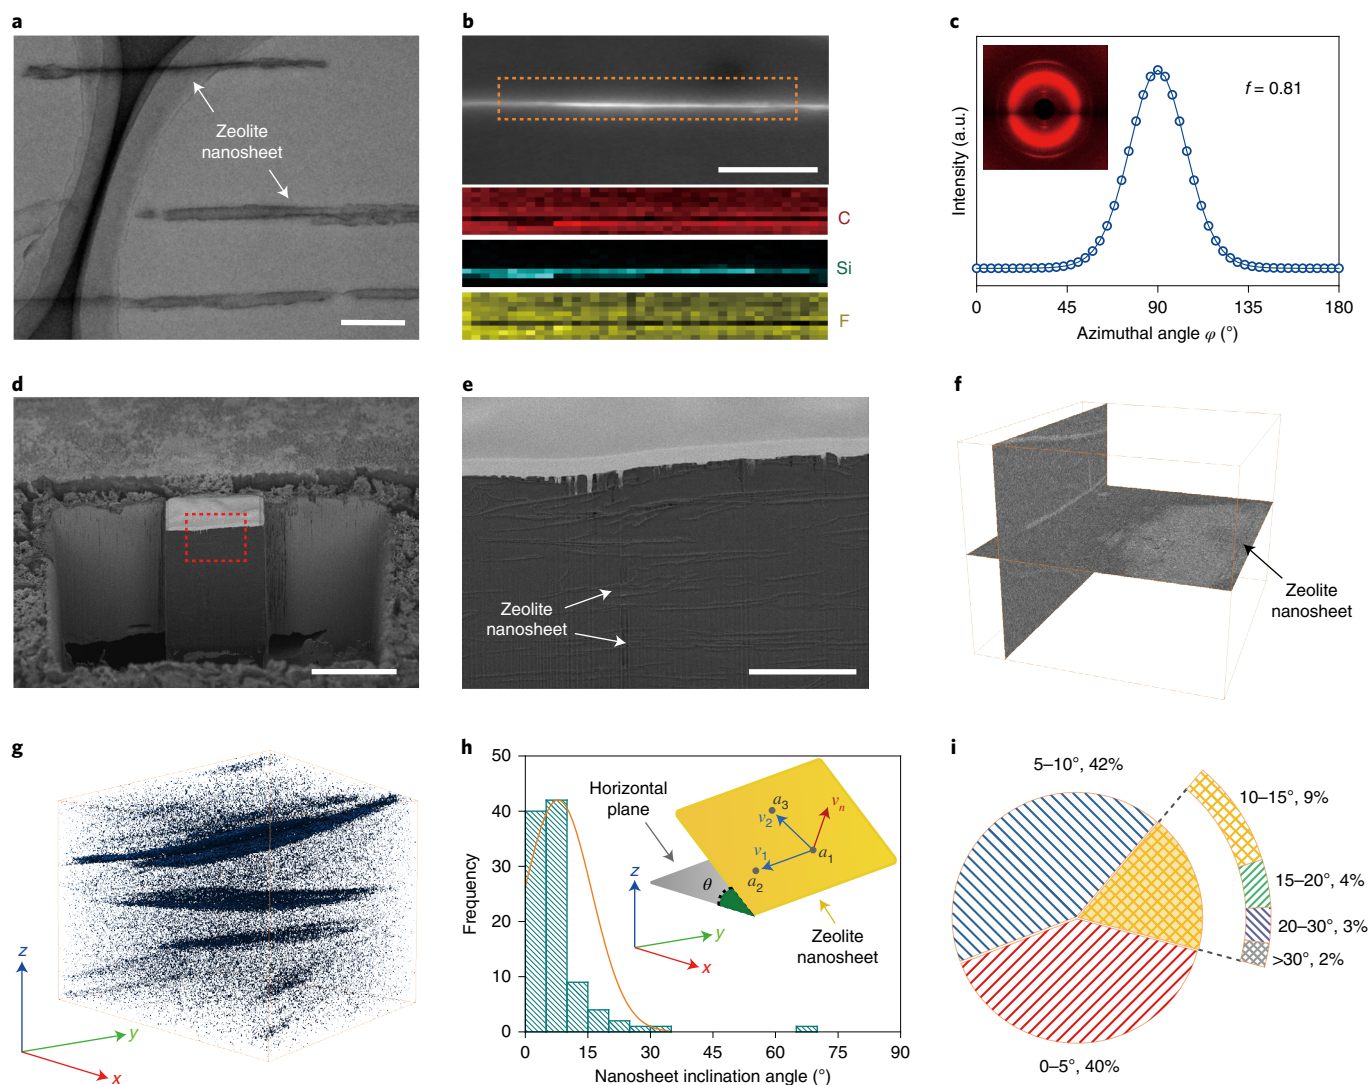 a
Zeolite
nanosheet
b
C
Si
F
c
Intensity (a.u.)
f = 0.81
0
45
90
135
180
Azimuthal angle φ (°)
d
e
Zeolite
nanosheet
f
Zeolite
nanosheet
g
z
y
x
h
Frequency
50
40
30
20
10
0
Horizontal
plane
a3
v2
vn
v1
a1
a2
θ
z
y
x
Zeolite
nanosheet
0
15
30
45
60
75
90
Nanosheet inclination angle (°)
i
5–10°, 42%
10–15°, 9%
15–20°, 4%
20–30°, 3%
>30°, 2%
0–5°, 40%